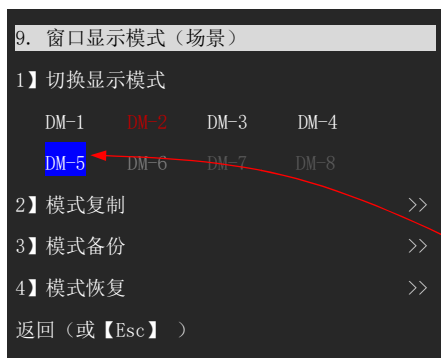 9. 窗口显示模式（场景）
1】切换显示模式
DM-1 DM-2 DM-3 DM-4
DM-5 DM-6 DM-7 DM-8
2】模式复制 >>
3】模式备份 >>
4】模式恢复 >>
返回（或【Esc】 ）